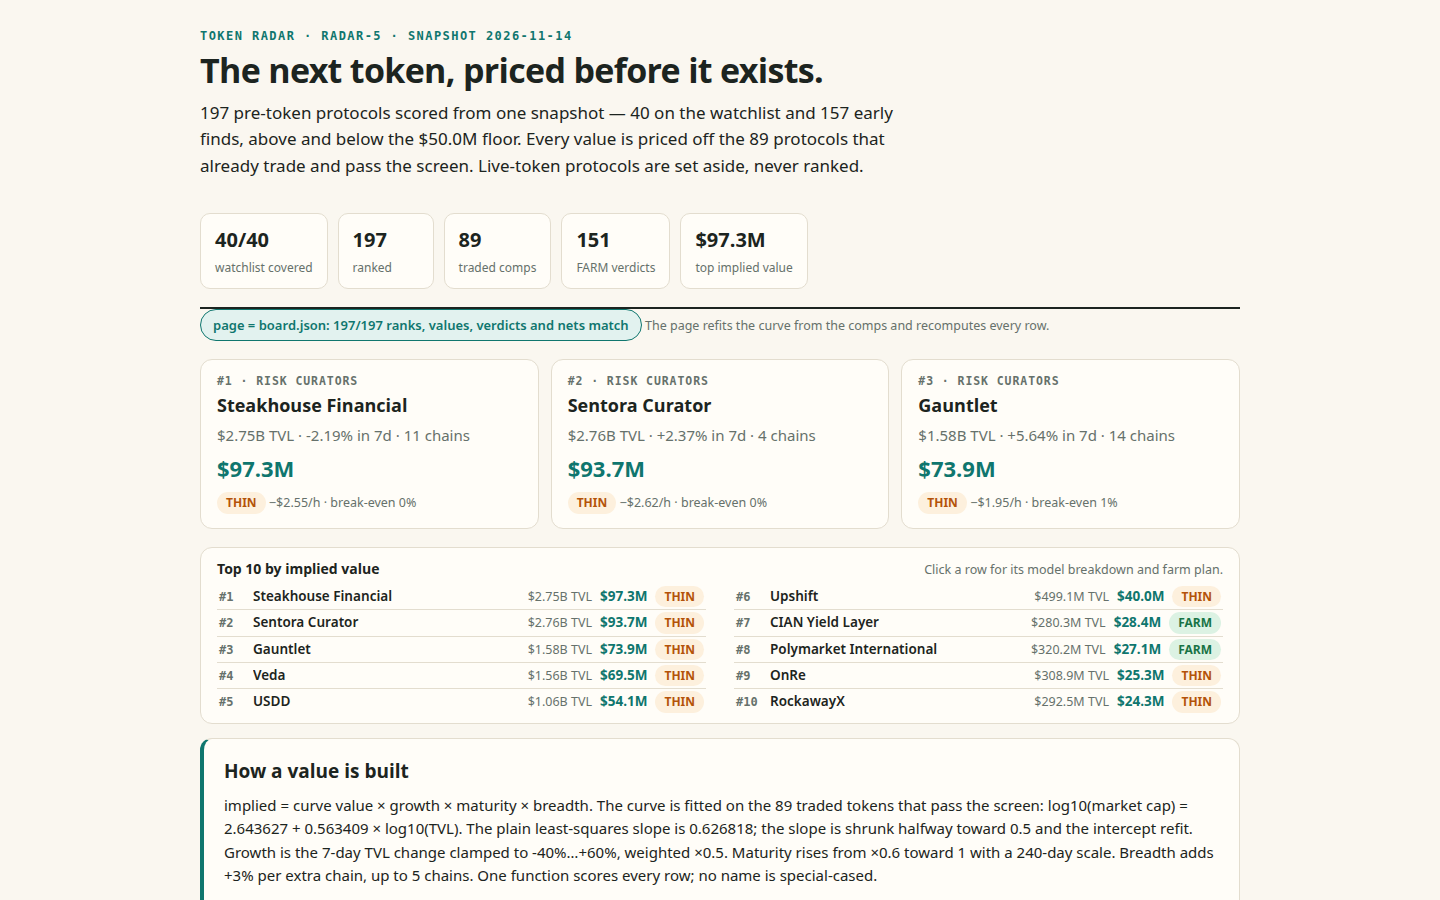 TOKEN RADAR · RADAR-5 · SNAPSHOT 2026-11-14
The next token, priced before it exists.
197 pre-token protocols scored from one snapshot — 40 on the watchlist and 157 early
finds, above and below the $50.0M floor. Every value is priced off the 89 protocols that
already trade and pass the screen. Live-token protocols are set aside, never ranked.
40/40
watchlist covered
197
ranked
89
traded comps
151
FARM verdicts
$97.3M
top implied value
page = board.json: 197/197 ranks, values, verdicts and nets match The page refits the curve from the comps and recomputes every row.
#1 · RISK CURATORS
Steakhouse Financial
$2.75B TVL · -2.19% in 7d · 11 chains
$97.3M
THIN −$2.55/h · break-even 0%
#2 · RISK CURATORS
Sentora Curator
$2.76B TVL · +2.37% in 7d · 4 chains
$93.7M
THIN −$2.62/h · break-even 0%
#3 · RISK CURATORS
Gauntlet
$1.58B TVL · +5.64% in 7d · 14 chains
$73.9M
THIN −$1.95/h · break-even 1%
Top 10 by implied value
Click a row for its model breakdown and farm plan.
#1 Steakhouse Financial $2.75B TVL $97.3M THIN
#2 Sentora Curator $2.76B TVL $93.7M THIN
#3 Gauntlet $1.58B TVL $73.9M THIN
#4 Veda $1.56B TVL $69.5M THIN
#5 USDD $1.06B TVL $54.1M THIN
#6 Upshift $499.1M TVL $40.0M THIN
#7 CIAN Yield Layer $280.3M TVL $28.4M FARM
#8 Polymarket International $320.2M TVL $27.1M FARM
#9 OnRe $308.9M TVL $25.3M THIN
#10 RockawayX $292.5M TVL $24.3M THIN
How a value is built
implied = curve value × growth × maturity × breadth. The curve is fitted on the 89 traded tokens that pass the screen: log10(market cap) =
2.643627 + 0.563409 × log10(TVL). The plain least-squares slope is 0.626818; the slope is shrunk halfway toward 0.5 and the intercept refit.
Growth is the 7-day TVL change clamped to -40%…+60%, weighted ×0.5. Maturity rises from ×0.6 toward 1 with a 240-day scale. Breadth adds
+3% per extra chain, up to 5 chains. One function scores every row; no name is special-cased.